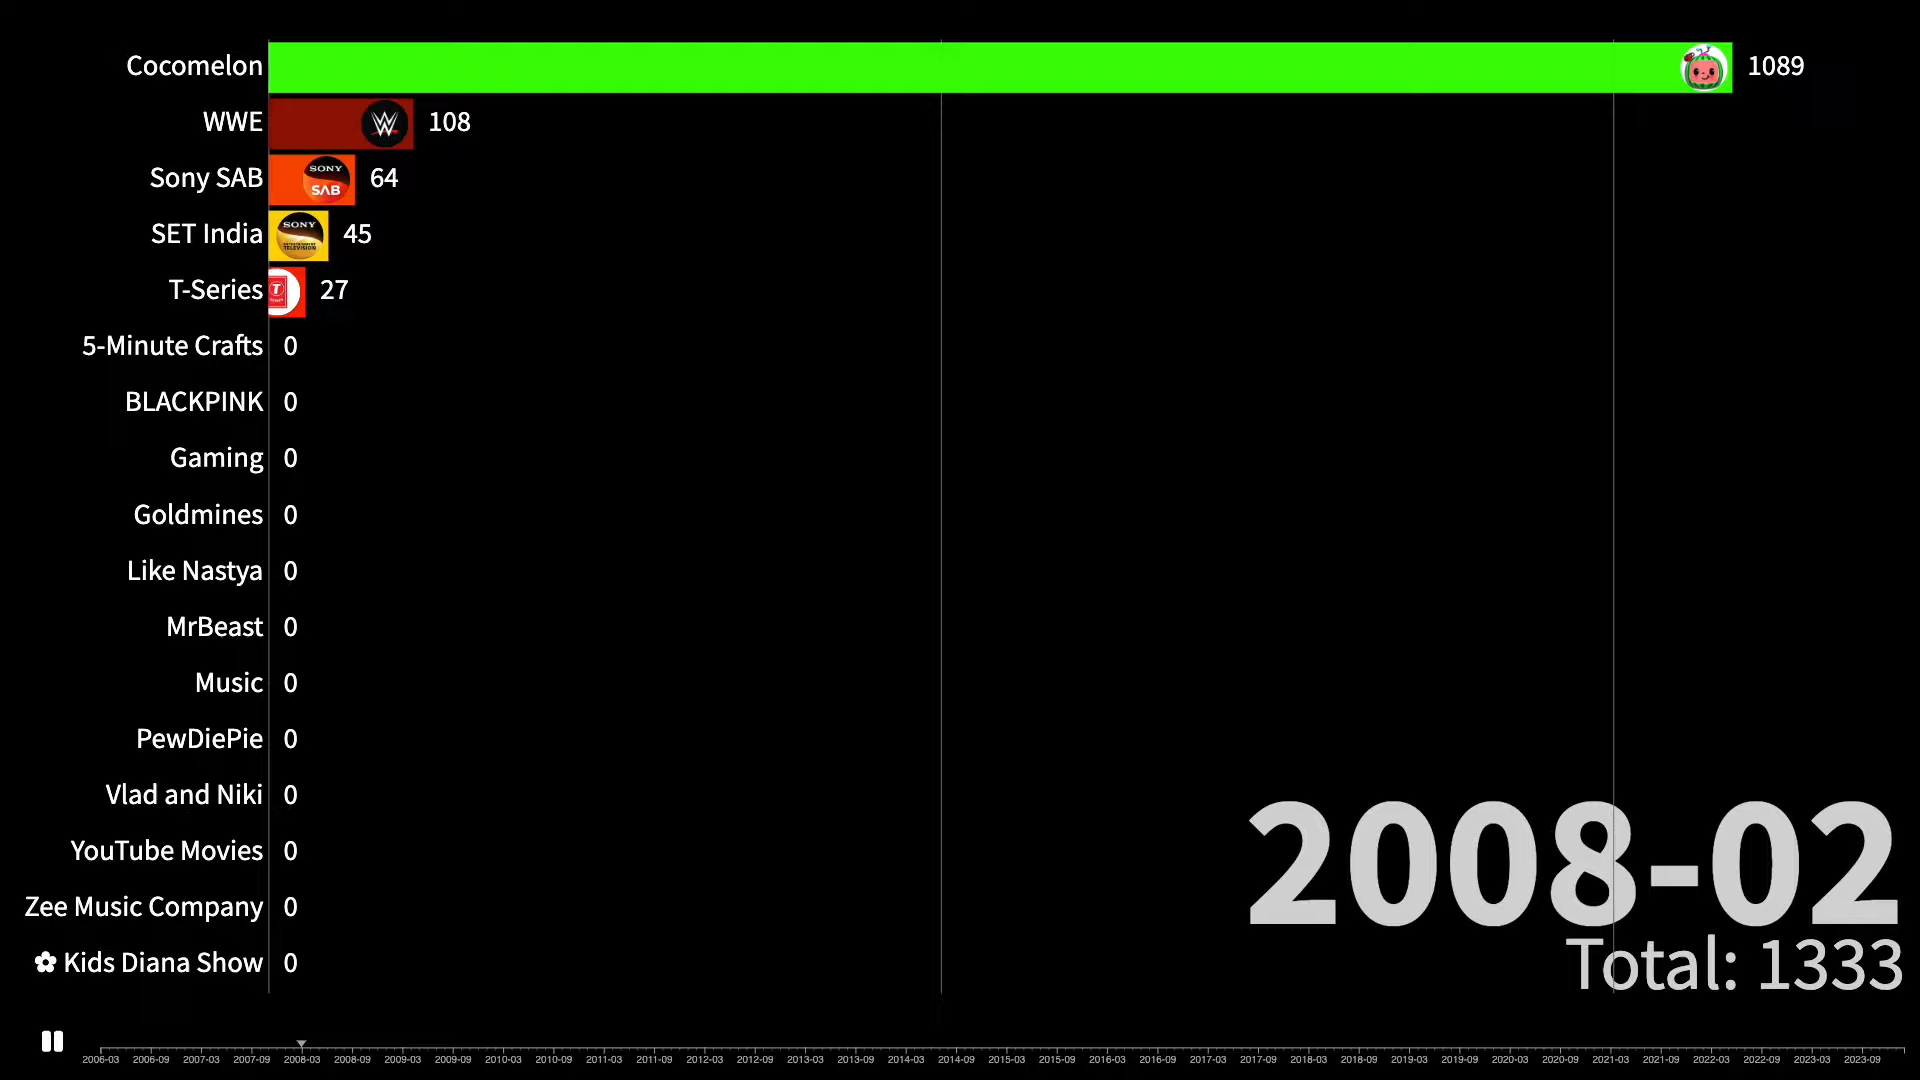 Cocomelon 1089
WWE W 108
Sony SAB SONY SAB 64
SET India SONY 45
T-Series T 27
5-Minute Crafts 0
BLACKPINK 0
Gaming 0
Goldmines 0
Like Nastya 0
MrBeast 0
Music 0
PewDiePie 0
Vlad and Niki 0
YouTube Movies 0
Zee Music Company 0
✿ Kids Diana Show 0
2008-02
Total: 1333
2006-03 2006-09 2007-03 2007-09 2008-03 2008-09 2009-03 2009-09 2010-03 2010-09 2011-03 2011-09 2012-03 2012-09 2013-03 2013-09 2014-03 2014-09 2015-03 2015-09 2016-03 2016-09 2017-03 2017-09 2018-03 2018-09 2019-03 2019-09 2020-03 2020-09 2021-03 2021-09 2022-03 2022-09 2023-03 2023-09